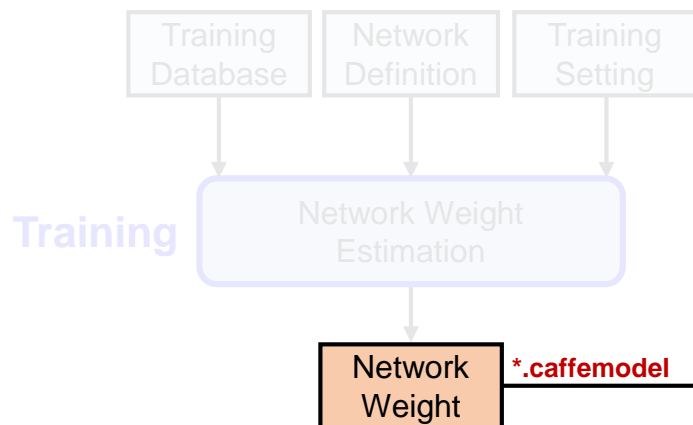 Training
Database
Network
Definition
Training
Setting
Training
Network Weight
Estimation
Network
Weight
*.caffemodel